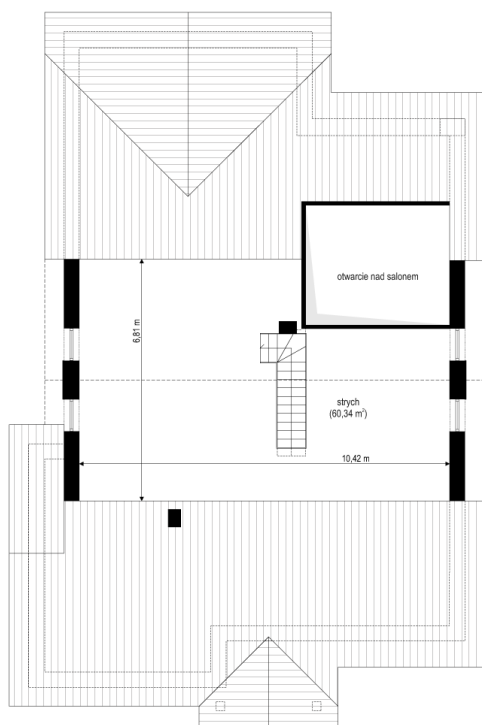 otwarcie nad salonem
6,81 m
strych
(60,34 m²)
10,42 m